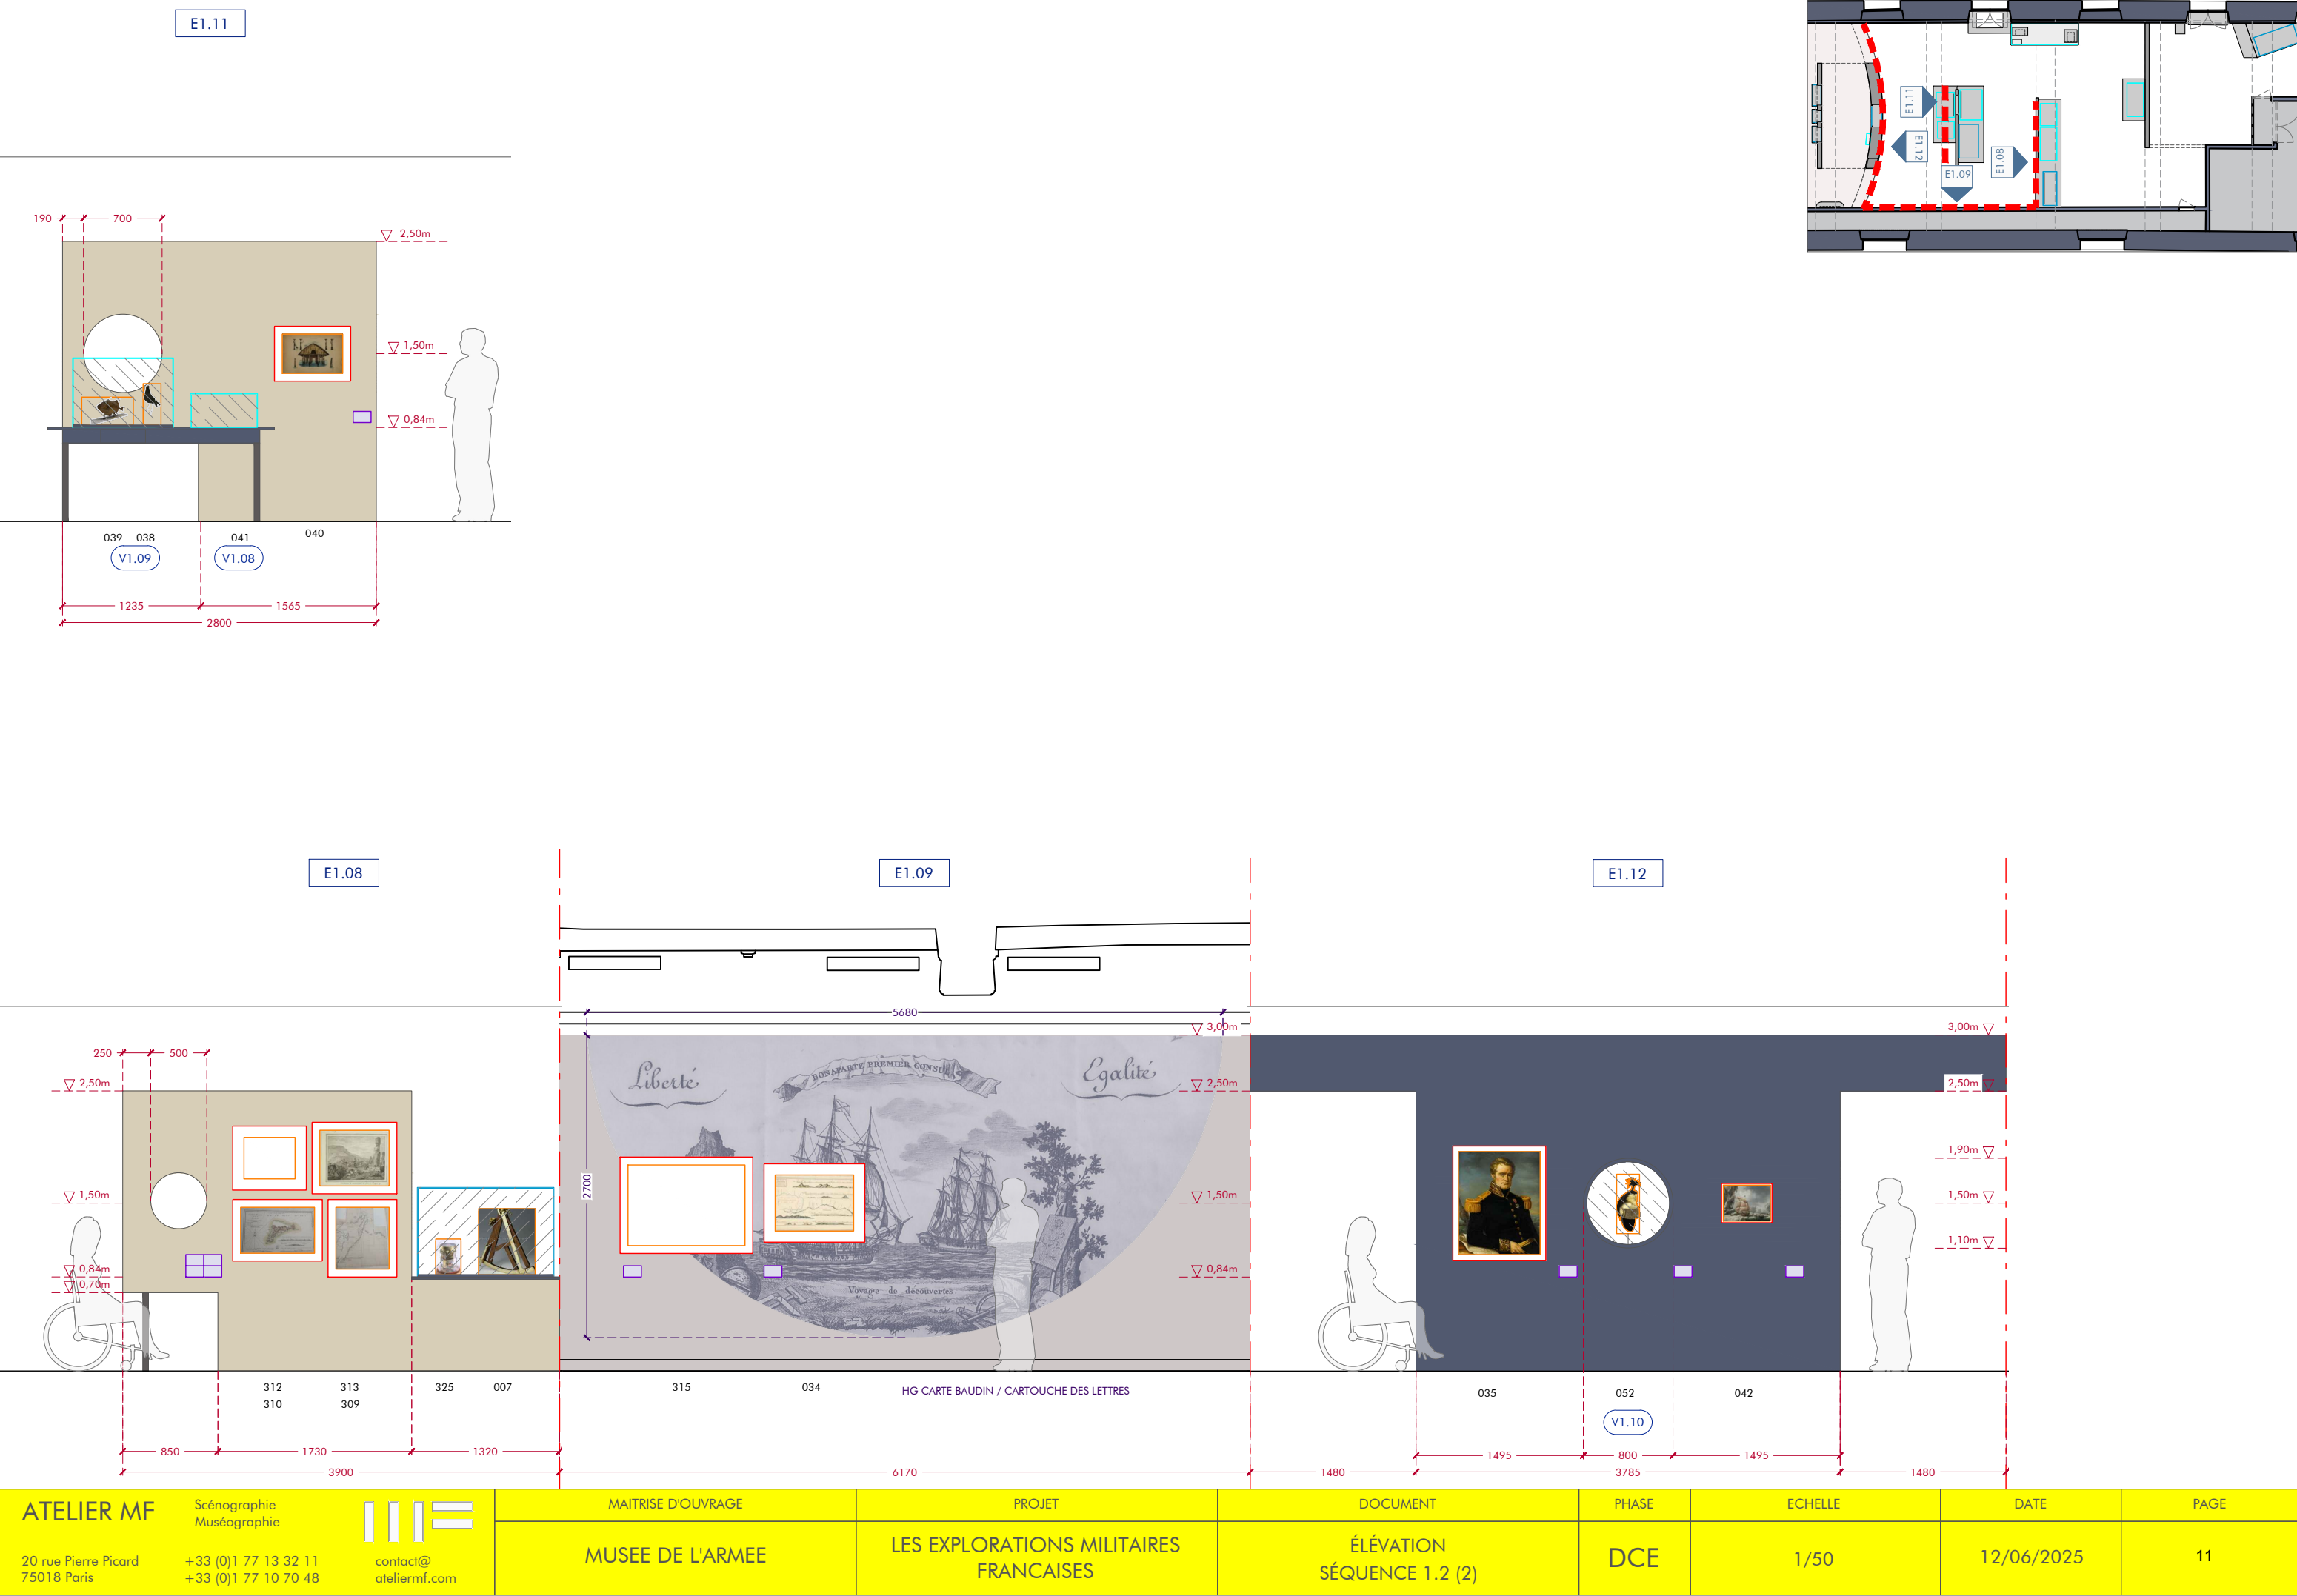 E1.11
E1.11
E1.12
E1.09
E1.08
190
700
2,50m
1,50m
0,84m
039 038
041
040
V1.09
V1.08
1235
1565
2800
E1.08
E1.09
E1.12
5680
3,00m
3,00m
250
500
2,50m
2,50m
2,50m
Liberté
BONAPARTE PREMIER CONSUL
Egalité
1,90m
2700
1,50m
1,50m
1,50m
1,10m
0,84m
0,84m
0,70m
Voyage de découvertes
312
313
325
007
310
309
315
034
HG CARTE BAUDIN / CARTOUCHE DES LETTRES
035
052
042
V1.10
850
1730
1320
1495
800
1495
3900
6170
1480
3785
1480
ATELIER MF
Scénographie
Muséographie
20 rue Pierre Picard
75018 Paris
+33 (0)1 77 13 32 11
+33 (0)1 77 10 70 48
contact@
ateliermf.com
MAITRISE D'OUVRAGE
MUSEE DE L'ARMEE
PROJET
LES EXPLORATIONS MILITAIRES
FRANCAISES
DOCUMENT
ÉLÉVATION
SÉQUENCE 1.2 (2)
PHASE
DCE
ECHELLE
1/50
DATE
12/06/2025
PAGE
11